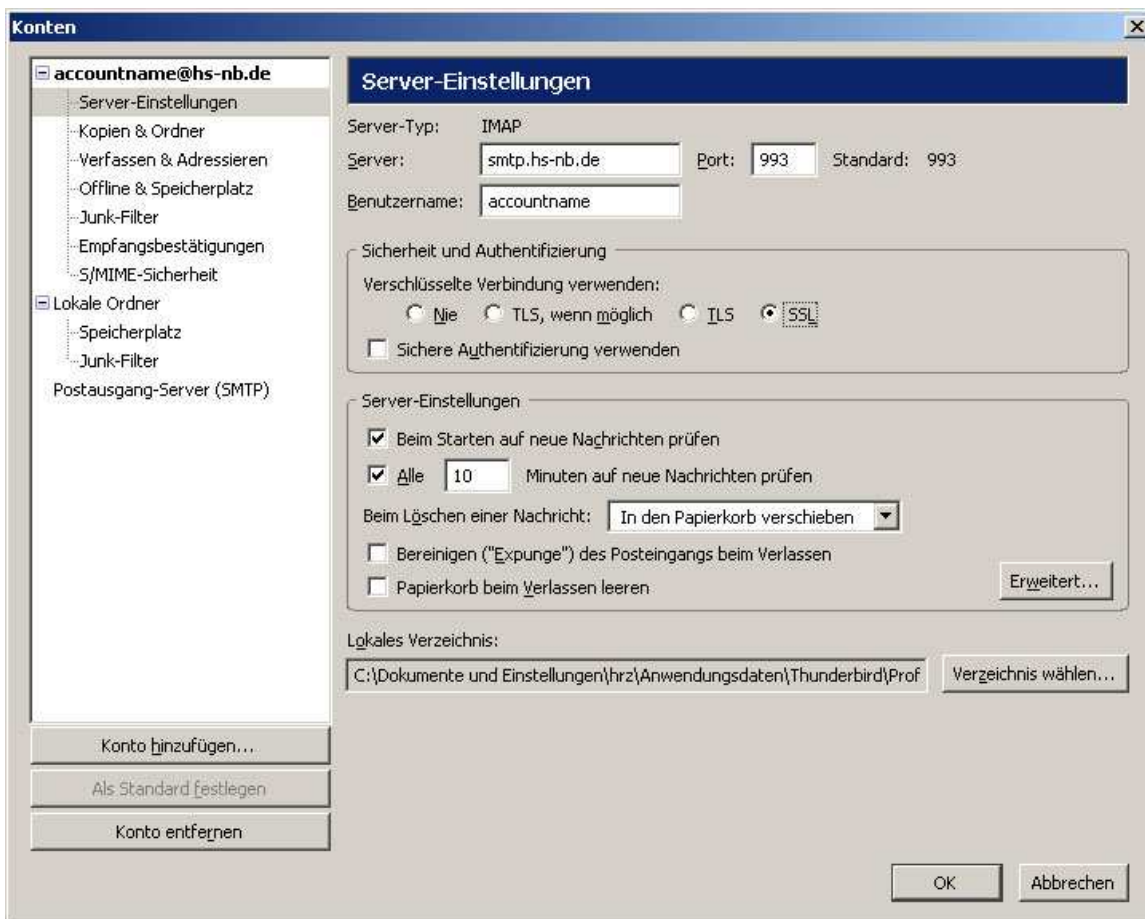 Konten
accountname@hs-nb.de
Server-Einstellungen
Kopien & Ordner
Verfassen & Adressieren
Offline & Speicherplatz
Junk-Filter
Empfangsbestätigungen
S/MIME-Sicherheit
Lokale Ordner
Speicherplatz
Junk-Filter
Postausgang-Server (SMTP)
Konto hinzufügen...
Als Standard festlegen
Konto entfernen
Server-Einstellungen
Server-Typ: IMAP
Server: smtp.hs-nb.de Port: 993 Standard: 993
Benutzername: accountname
Sicherheit und Authentifizierung
Verschlüsselte Verbindung verwenden:
Nie TLS, wenn möglich TLS SSL
Sichere Authentifizierung verwenden
Server-Einstellungen
Beim Starten auf neue Nachrichten prüfen
Alle 10 Minuten auf neue Nachrichten prüfen
Beim Löschen einer Nachricht: In den Papierkorb verschieben
Bereinigen ("Expunge") des Posteingangs beim Verlassen
Papierkorb beim Verlassen leeren
Erweitert...
Lokales Verzeichnis:
C:\Dokumente und Einstellungen\hrz\Anwendungsdaten\Thunderbird\Prof Verzeichnis wählen...
OK Abbrechen